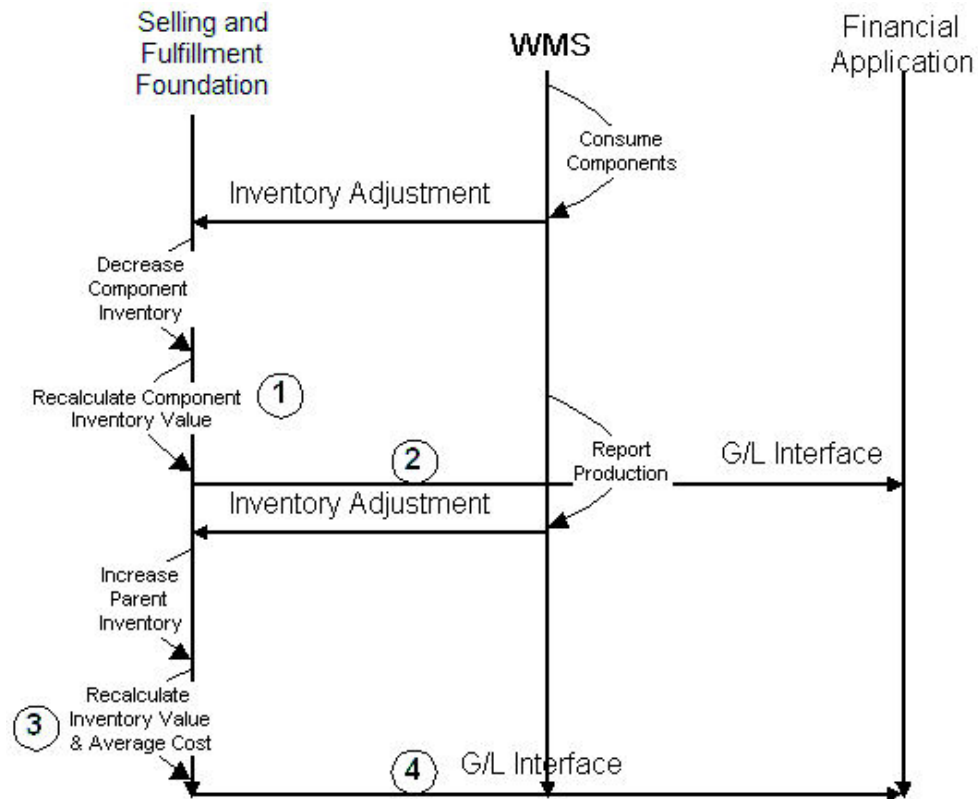 Selling and
Fulfillment
Foundation
WMS
Financial
Application
Consume
Components
Inventory Adjustment
Decrease
Component
Inventory
Recalculate Component
Inventory Value
1
Report
Production
2
G/L Interface
Inventory Adjustment
Increase
Parent
Inventory
Recalculate
Inventory Value
& Average Cost
3
4
G/L Interface